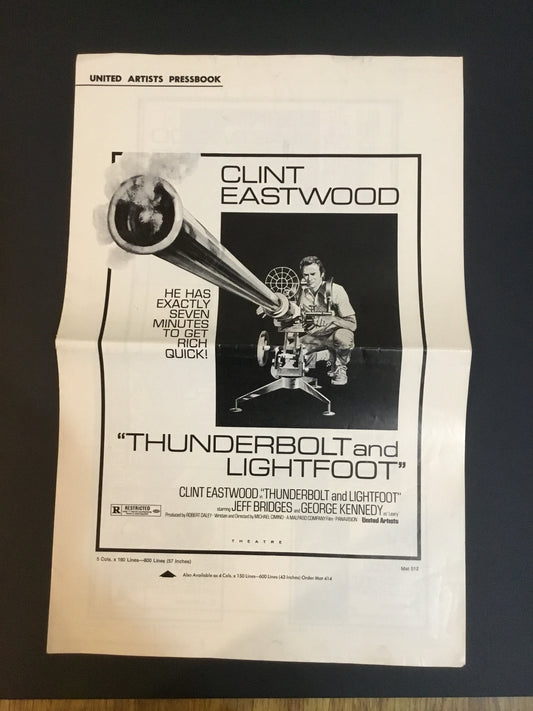 UNITED ARTISTS PRESSBOOK
CLINT
EASTWOOD
HE HAS
EXACTLY
SEVEN
MINUTES
TO GET
RICH
QUICK!
"THUNDERBOLT and
LIGHTFOOT"
CLINT EASTWOOD in "THUNDERBOLT and LIGHTFOOT"
starring JEFF BRIDGES and GEORGE KENNEDY as 'Leary'
Produced by ROBERT DALEY · Written and Directed by MICHAEL CIMINO · A MALPASO COMPANY Film · PANAVISION® United Artists
R RESTRICTED
THEATRE
5 Cols. x 160 Lines—800 Lines (57 Inches)
Mat 512
Also Available as 4 Cols. x 150 Lines—600 Lines (43 Inches) Order Mat 414